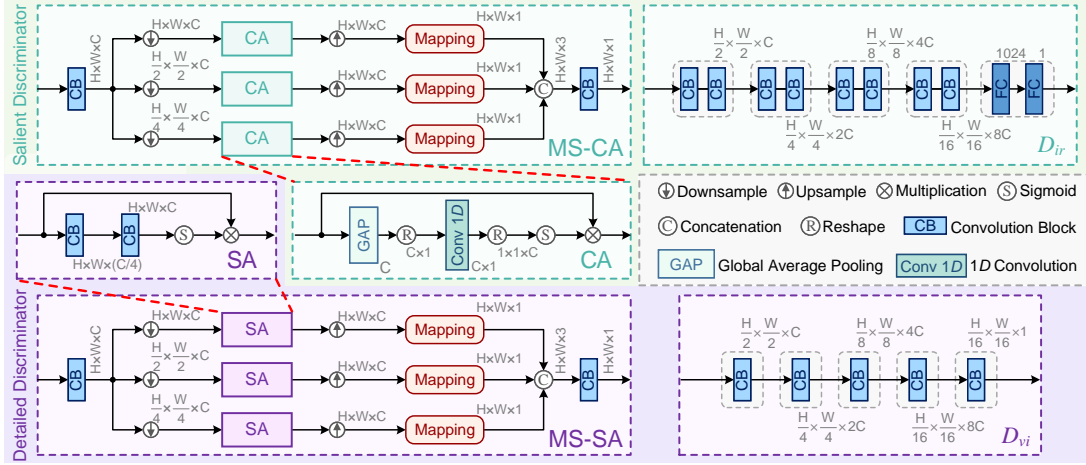 Salient Discriminator
CB
H×W×C
H×W×C
CA
H×W×C
Mapping
H×W×1
H/2 × W/2 × C
CA
H×W×C
Mapping
H×W×1
H/4 × W/4 × C
CA
H×W×C
Mapping
H×W×1
C
H×W×3
CB
H×W×1
MS-CA
H/2 × W/2 × C
CB CB
CB CB
H/4 × W/4 × 2C
H/8 × W/8 × 4C
CB CB
CB CB
H/16 × W/16 × 8C
1024 1
FC FC
D_ir
H×W×C
CB CB S
H×W×(C/4)
SA
GAP R Conv 1D R S
C C×1 C×1 1×1×C
CA
Downsample Upsample Multiplication S Sigmoid
C Concatenation R Reshape CB Convolution Block
GAP Global Average Pooling Conv 1D 1D Convolution
Detailed Discriminator
CB
H×W×C
H×W×C
SA
H×W×C
Mapping
H×W×1
H/2 × W/2 × C
SA
H×W×C
Mapping
H×W×1
H/4 × W/4 × C
SA
H×W×C
Mapping
H×W×1
C
H×W×3
CB
H×W×1
MS-SA
H/2 × W/2 × C
H/8 × W/8 × 4C
H/16 × W/16 × 1
CB CB CB CB CB
H/4 × W/4 × 2C
H/16 × W/16 × 8C
D_vi